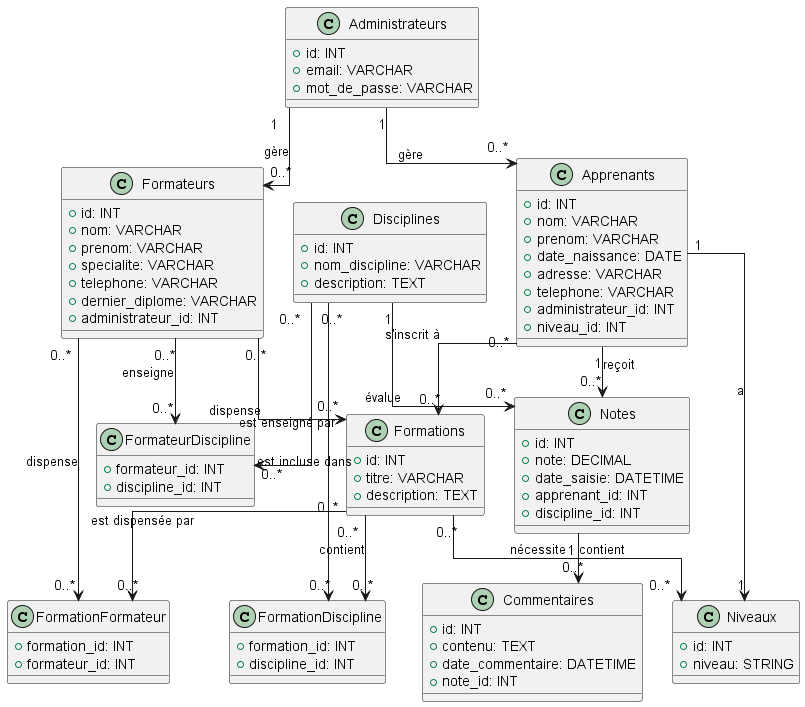 C Administrateurs
id: INT
email: VARCHAR
mot_de_passe: VARCHAR
1
1
gère
gère
0..*
0..*
C Formateurs
id: INT
nom: VARCHAR
prenom: VARCHAR
specialite: VARCHAR
telephone: VARCHAR
dernier_diplome: VARCHAR
administrateur_id: INT
C Disciplines
id: INT
nom_discipline: VARCHAR
description: TEXT
C Apprenants
id: INT
nom: VARCHAR
prenom: VARCHAR
date_naissance: DATE
adresse: VARCHAR
telephone: VARCHAR
administrateur_id: INT
niveau_id: INT
1
0..*
0..*
1
s'inscrit à
0..*
0..*
0..*
0..*
enseigne
1
reçoit
0..*
a
évalue
0..*
0..*
0..*
0..*
dispense
est enseigné par
C FormateurDiscipline
formateur_id: INT
discipline_id: INT
C Formations
id: INT
titre: VARCHAR
description: TEXT
C Notes
id: INT
note: DECIMAL
date_saisie: DATETIME
apprenant_id: INT
discipline_id: INT
dispense
est incluse dans
0..*
0..*
est dispensée par
0..*
0..*
contient
nécessite
1
contient
0..*
0..*
0..*
0..*
0..*
0..*
0..*
1
C FormationFormateur
formation_id: INT
formateur_id: INT
C FormationDiscipline
formation_id: INT
discipline_id: INT
C Commentaires
id: INT
contenu: TEXT
date_commentaire: DATETIME
note_id: INT
C Niveaux
id: INT
niveau: STRING